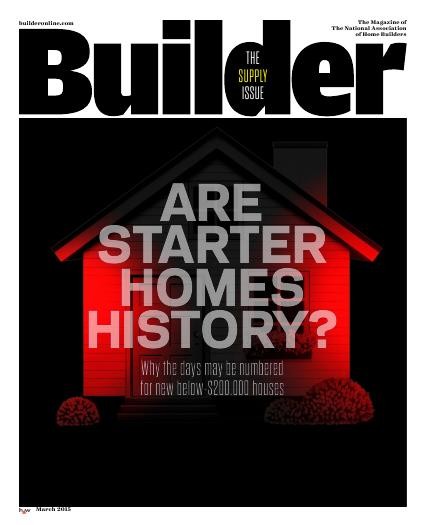 builderonline.com
The Magazine of
The National Association
of Home Builders
Builder
THE
SUPPLY
ISSUE
ARE
STARTER
HOMES
HISTORY?
Why the days may be numbered
for new below-$200,000 houses
March 2015